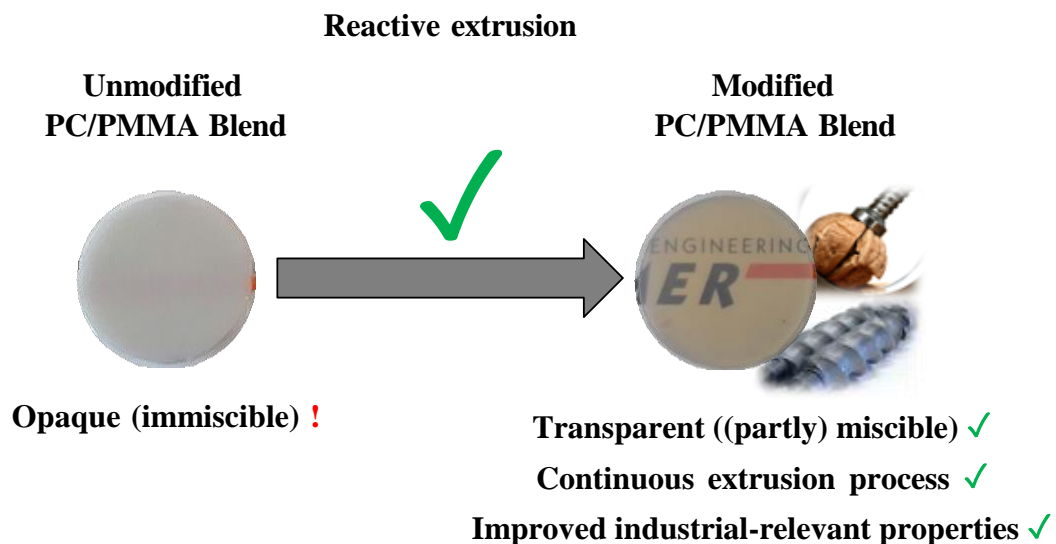 Reactive extrusion
Unmodified
PC/PMMA Blend
Modified
PC/PMMA Blend
ENGINEERING
ER
Opaque (immiscible) !
Transparent ((partly) miscible) ✓
Continuous extrusion process ✓
Improved industrial-relevant properties ✓